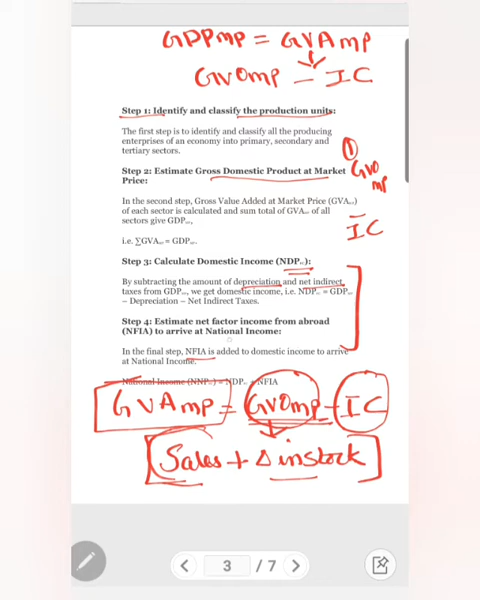 GDPMP = GVAMP
GVOMP - IC
Step 1: Identify and classify the production units:
The first step is to identify and classify all the producing
enterprises of an economy into primary, secondary and
tertiary sectors.
① GVO
MP
-
IC
Step 2: Estimate Gross Domestic Product at Market
Price:
In the second step, Gross Value Added at Market Price (GVAMP)
of each sector is calculated and sum total of GVAMP of all
sectors give GDPMP.
i.e. ∑GVAMP = GDPMP.
Step 3: Calculate Domestic Income (NDPFC):
By subtracting the amount of depreciation and net indirect
taxes from GDPMP, we get domestic income, i.e. NDPFC = GDPMP
– Depreciation – Net Indirect Taxes.
Step 4: Estimate net factor income from abroad
(NFIA) to arrive at National Income:
In the final step, NFIA is added to domestic income to arrive
at National Income.
National Income (NNPFC) = NDPFC + NFIA
GVAMP = GVOMP - IC
Sales + Δ in stock
3 / 7